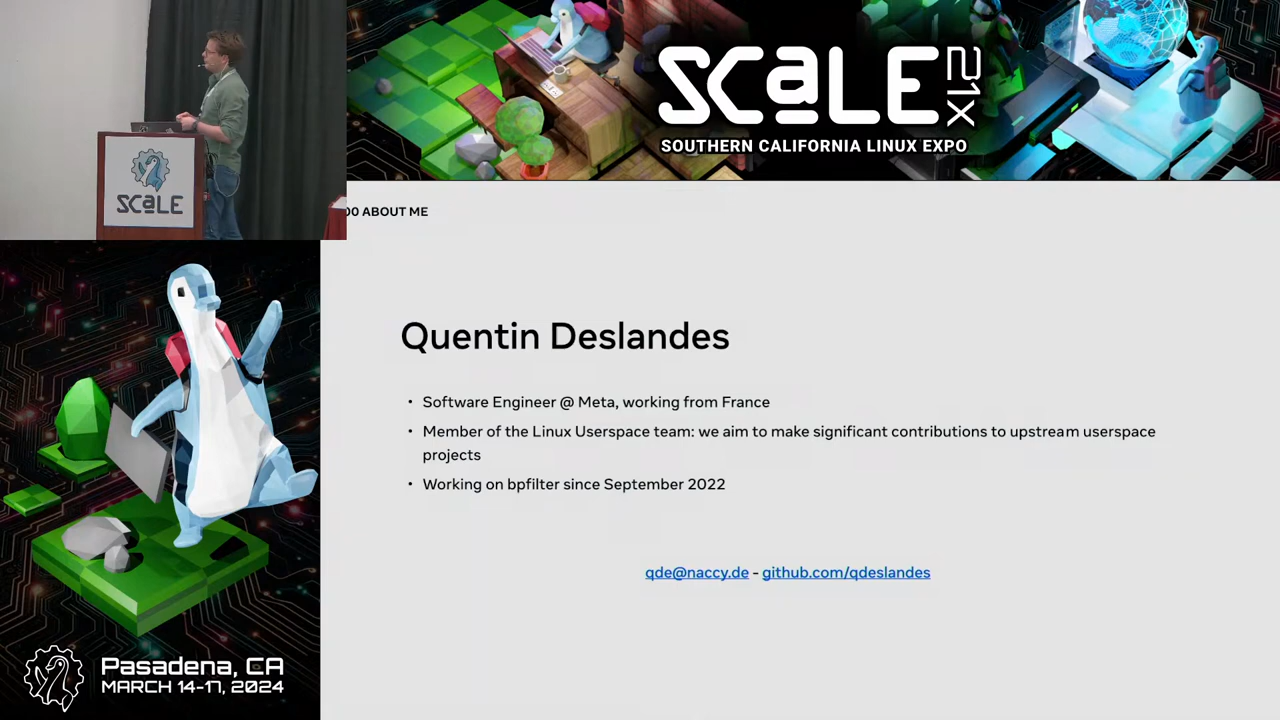 SCALE 21X
SOUTHERN CALIFORNIA LINUX EXPO
SCALE
00 ABOUT ME
Quentin Deslandes
• Software Engineer @ Meta, working from France
• Member of the Linux Userspace team: we aim to make significant contributions to upstream userspace
projects
• Working on bpfilter since September 2022
qde@naccy.de - github.com/qdeslandes
Pasadena, CA
MARCH 14-17, 2024